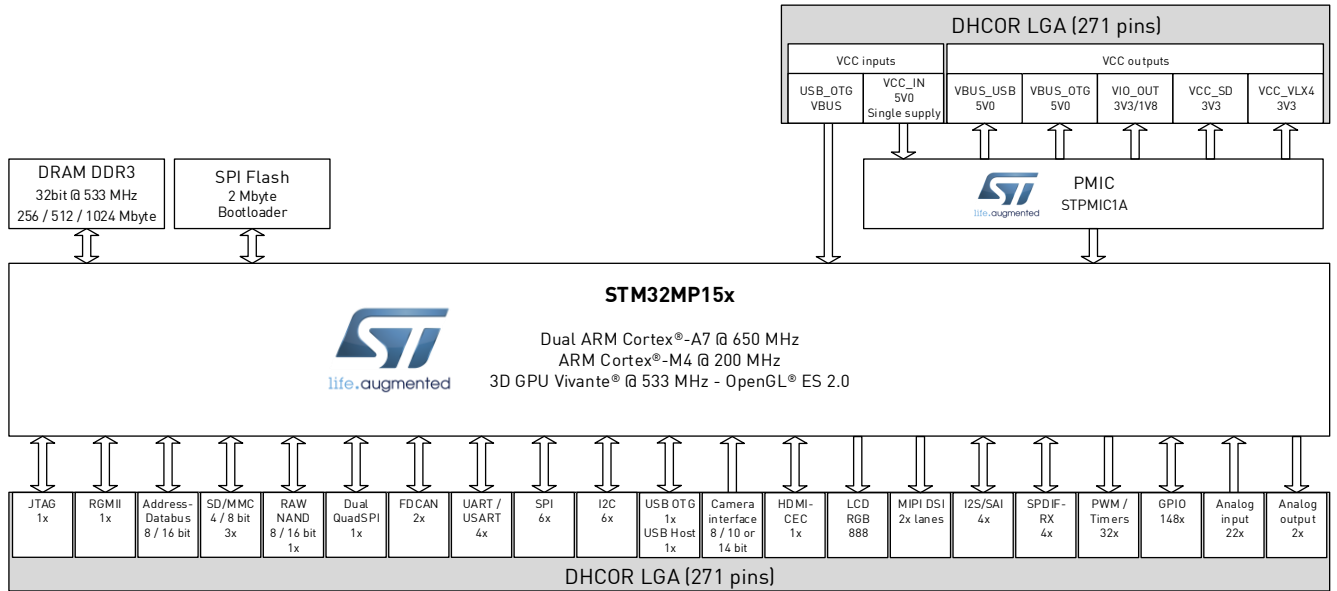 DHCOR LGA (271 pins)
VCC inputs
VCC outputs
USB_OTG
VBUS
VCC_IN
5V0
Single supply
VBUS_USB
5V0
VBUS_OTG
5V0
VIO_OUT
3V3/1V8
VCC_SD
3V3
VCC_VLX4
3V3
DRAM DDR3
32bit @ 533 MHz
256 / 512 / 1024 Mbyte
SPI Flash
2 Mbyte
Bootloader
ST
life.augmented
PMIC
STPMIC1A
STM32MP15x
ST
life.augmented
Dual ARM Cortex®-A7 @ 650 MHz
ARM Cortex®-M4 @ 200 MHz
3D GPU Vivante® @ 533 MHz - OpenGL® ES 2.0
JTAG
1x
RGMII
1x
Address-
Databus
8 / 16 bit
SD/MMC
4 / 8 bit
3x
RAW
NAND
8 / 16 bit
1x
Dual
QuadSPI
1x
FDCAN
2x
UART /
USART
4x
SPI
6x
I2C
6x
USB OTG
1x
USB Host
1x
Camera
interface
8 / 10 or
14 bit
HDMI-
CEC
1x
LCD
RGB
888
MIPI DSI
2x lanes
I2S/SAI
4x
SPDIF-
RX
4x
PWM /
Timers
32x
GPIO
148x
Analog
input
22x
Analog
output
2x
DHCOR LGA (271 pins)